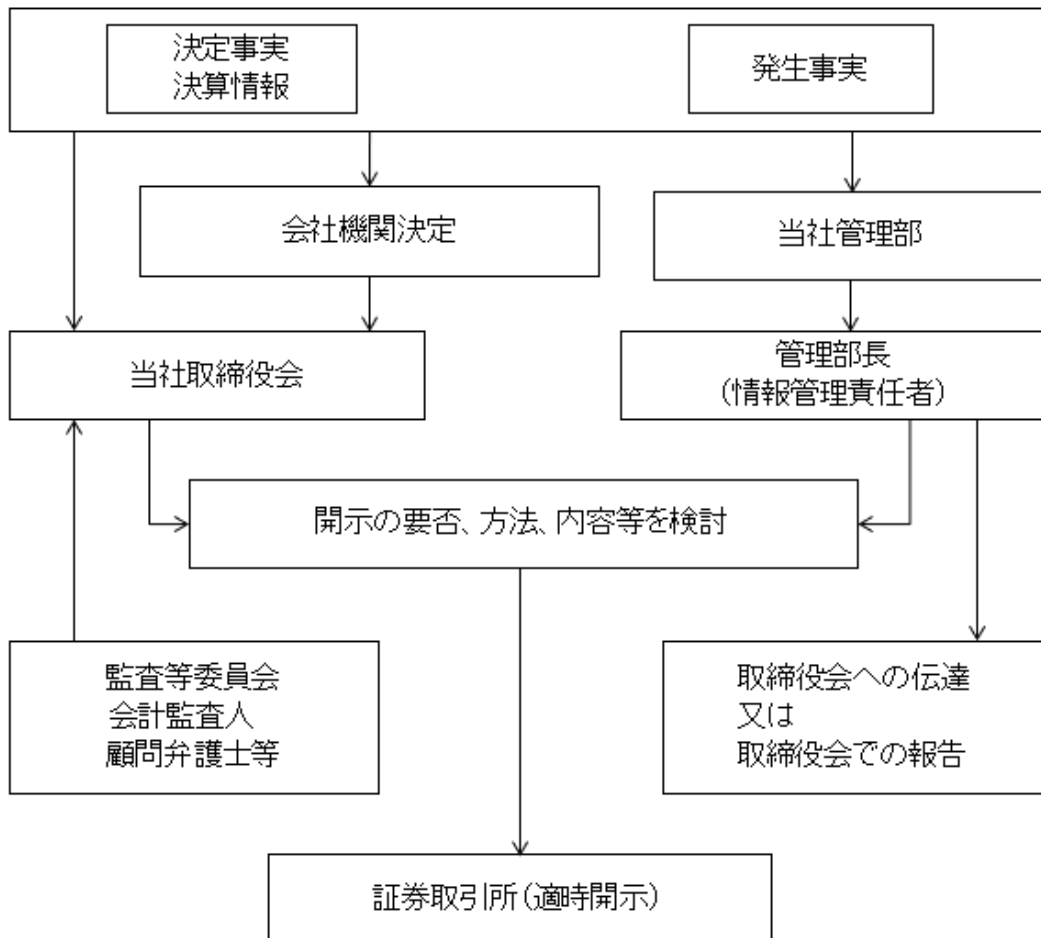 決定事実
決算情報
発生事実
会社機関決定
当社管理部
当社取締役会
管理部長
(情報管理責任者)
開示の要否、方法、内容等を検討
監査等委員会
会計監査人
顧問弁護士等
取締役会への伝達
又は
取締役会での報告
証券取引所(適時開示)